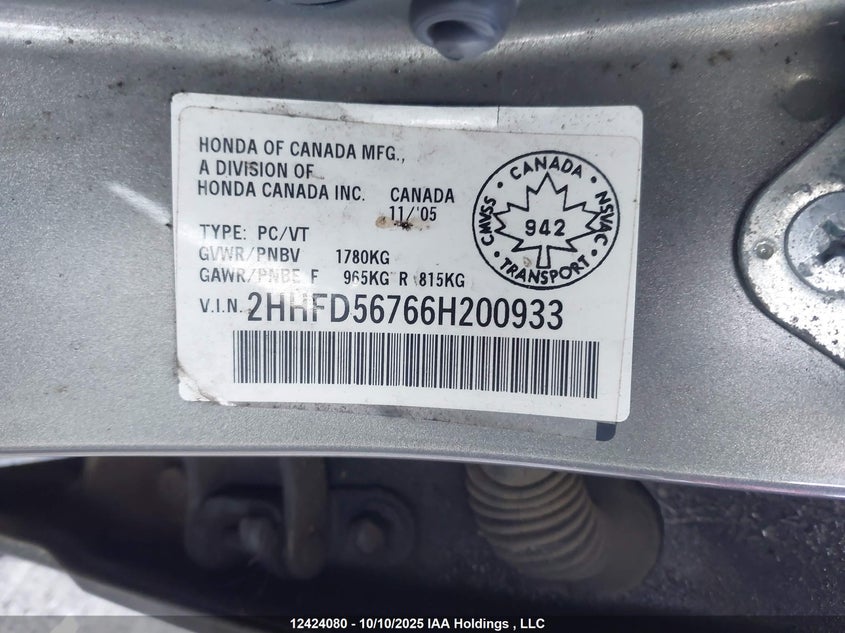 HONDA OF CANADA MFG.,
A DIVISION OF
HONDA CANADA INC. CANADA
11/'05
TYPE: PC/VT
GVWR/PNBV 1780KG
GAWR/PNBE F 965KG R 815KG
V.I.N. 2HHFD56766H200933
CANADA
CMVSS
942
NSVAC
TRANSPORT
12424080 - 10/10/2025 IAA Holdings , LLC